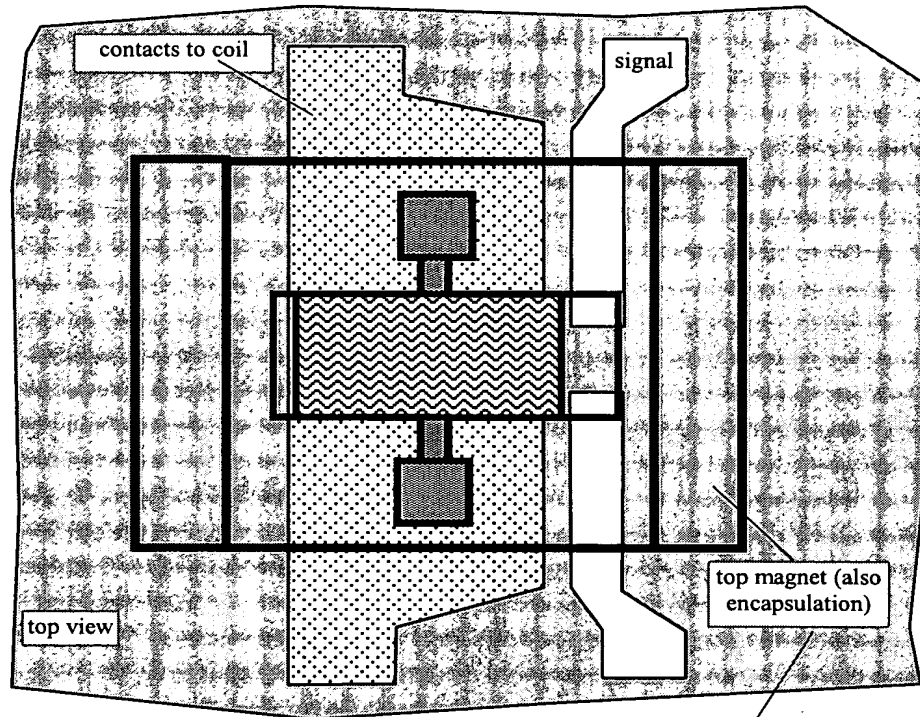 contacts to coil
signal
top magnet (also
encapsulation)
top view